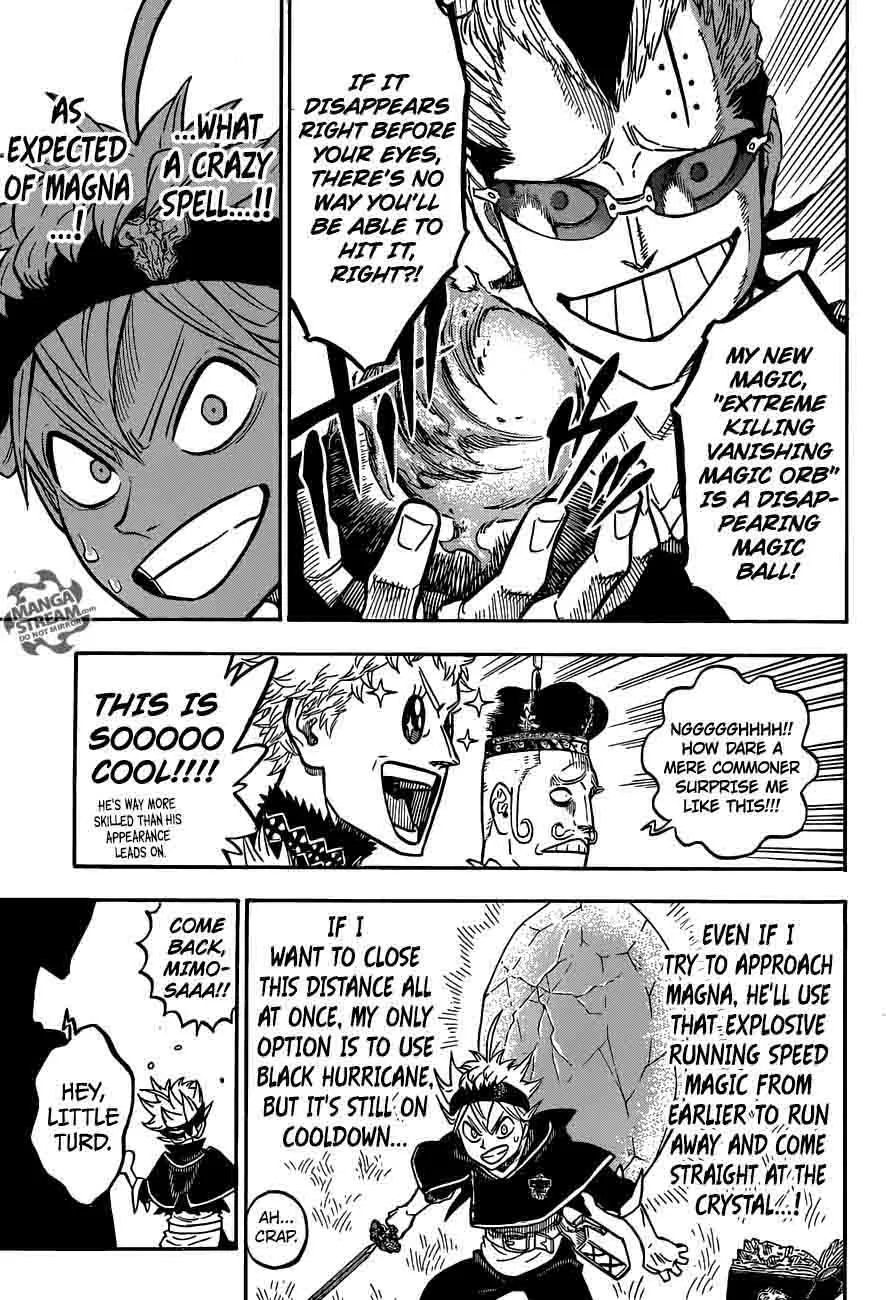 IF IT
DISAPPEARS
RIGHT BEFORE
YOUR EYES,
THERE'S NO
WAY YOU'LL
BE ABLE TO
HIT IT,
RIGHT?!
MY NEW
MAGIC,
"EXTREME
KILLING
VANISHING
MAGIC ORB"
IS A DISAP-
PEARING
MAGIC
BALL!
...WHAT
A CRAZY
SPELL...!!
AS
EXPECTED
OF MAGNA
...!
MANGA
STREAM.com
DO NOT MIRROR
NGGGGGHHHH!!
HOW DARE A
MERE COMMONER
SURPRISE ME
LIKE THIS!!!
THIS IS
SOOOOO
COOL!!!!
HE'S WAY MORE
SKILLED THAN HIS
APPEARANCE
LEADS ON.
EVEN IF I
TRY TO APPROACH
MAGNA, HE'LL USE
THAT EXPLOSIVE
RUNNING SPEED
MAGIC FROM
EARLIER TO RUN
AWAY AND COME
STRAIGHT AT THE
CRYSTAL...!
IF I
WANT TO CLOSE
THIS DISTANCE ALL
AT ONCE, MY ONLY
OPTION IS TO USE
BLACK HURRICANE,
BUT IT'S STILL ON
COOLDOWN...
AH...
CRAP.
COME
BACK,
MIMO-
SAAA!!
HEY,
LITTLE
TURD.